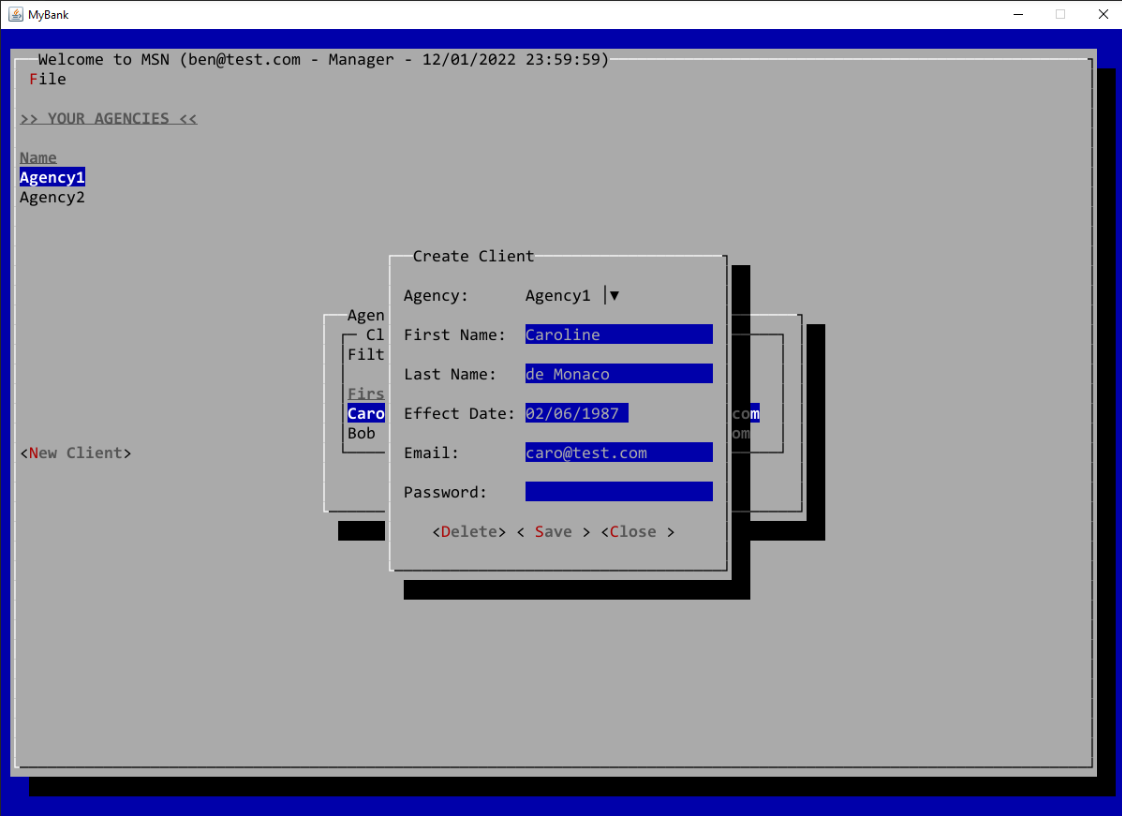 MyBank
Welcome to MSN (ben@test.com - Manager - 12/01/2022 23:59:59)
File
>> YOUR AGENCIES <<
Name
Agency1
Agency2
Create Client
Agency: Agency1 ▼
Agen
First Name: Caroline
Cl
Filt
Last Name: de Monaco
Firs
Caro
Effect Date: 02/06/1987
com
Bob
om
<New Client>
Email: caro@test.com
Password:
<Delete> < Save > <Close >